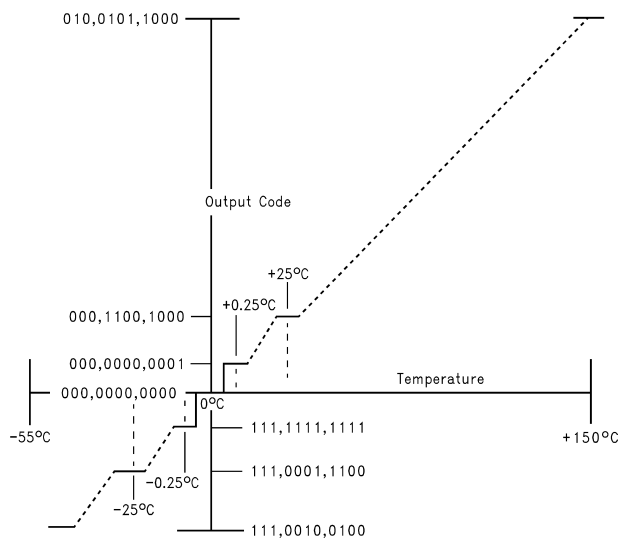 010,0101,1000
Output Code
+25°C
+0.25°C
000,1100,1000
000,0000,0001
Temperature
000,0000,0000
0°C
-55°C
+150°C
111,1111,1111
111,0001,1100
-0.25°C
-25°C
111,0010,0100